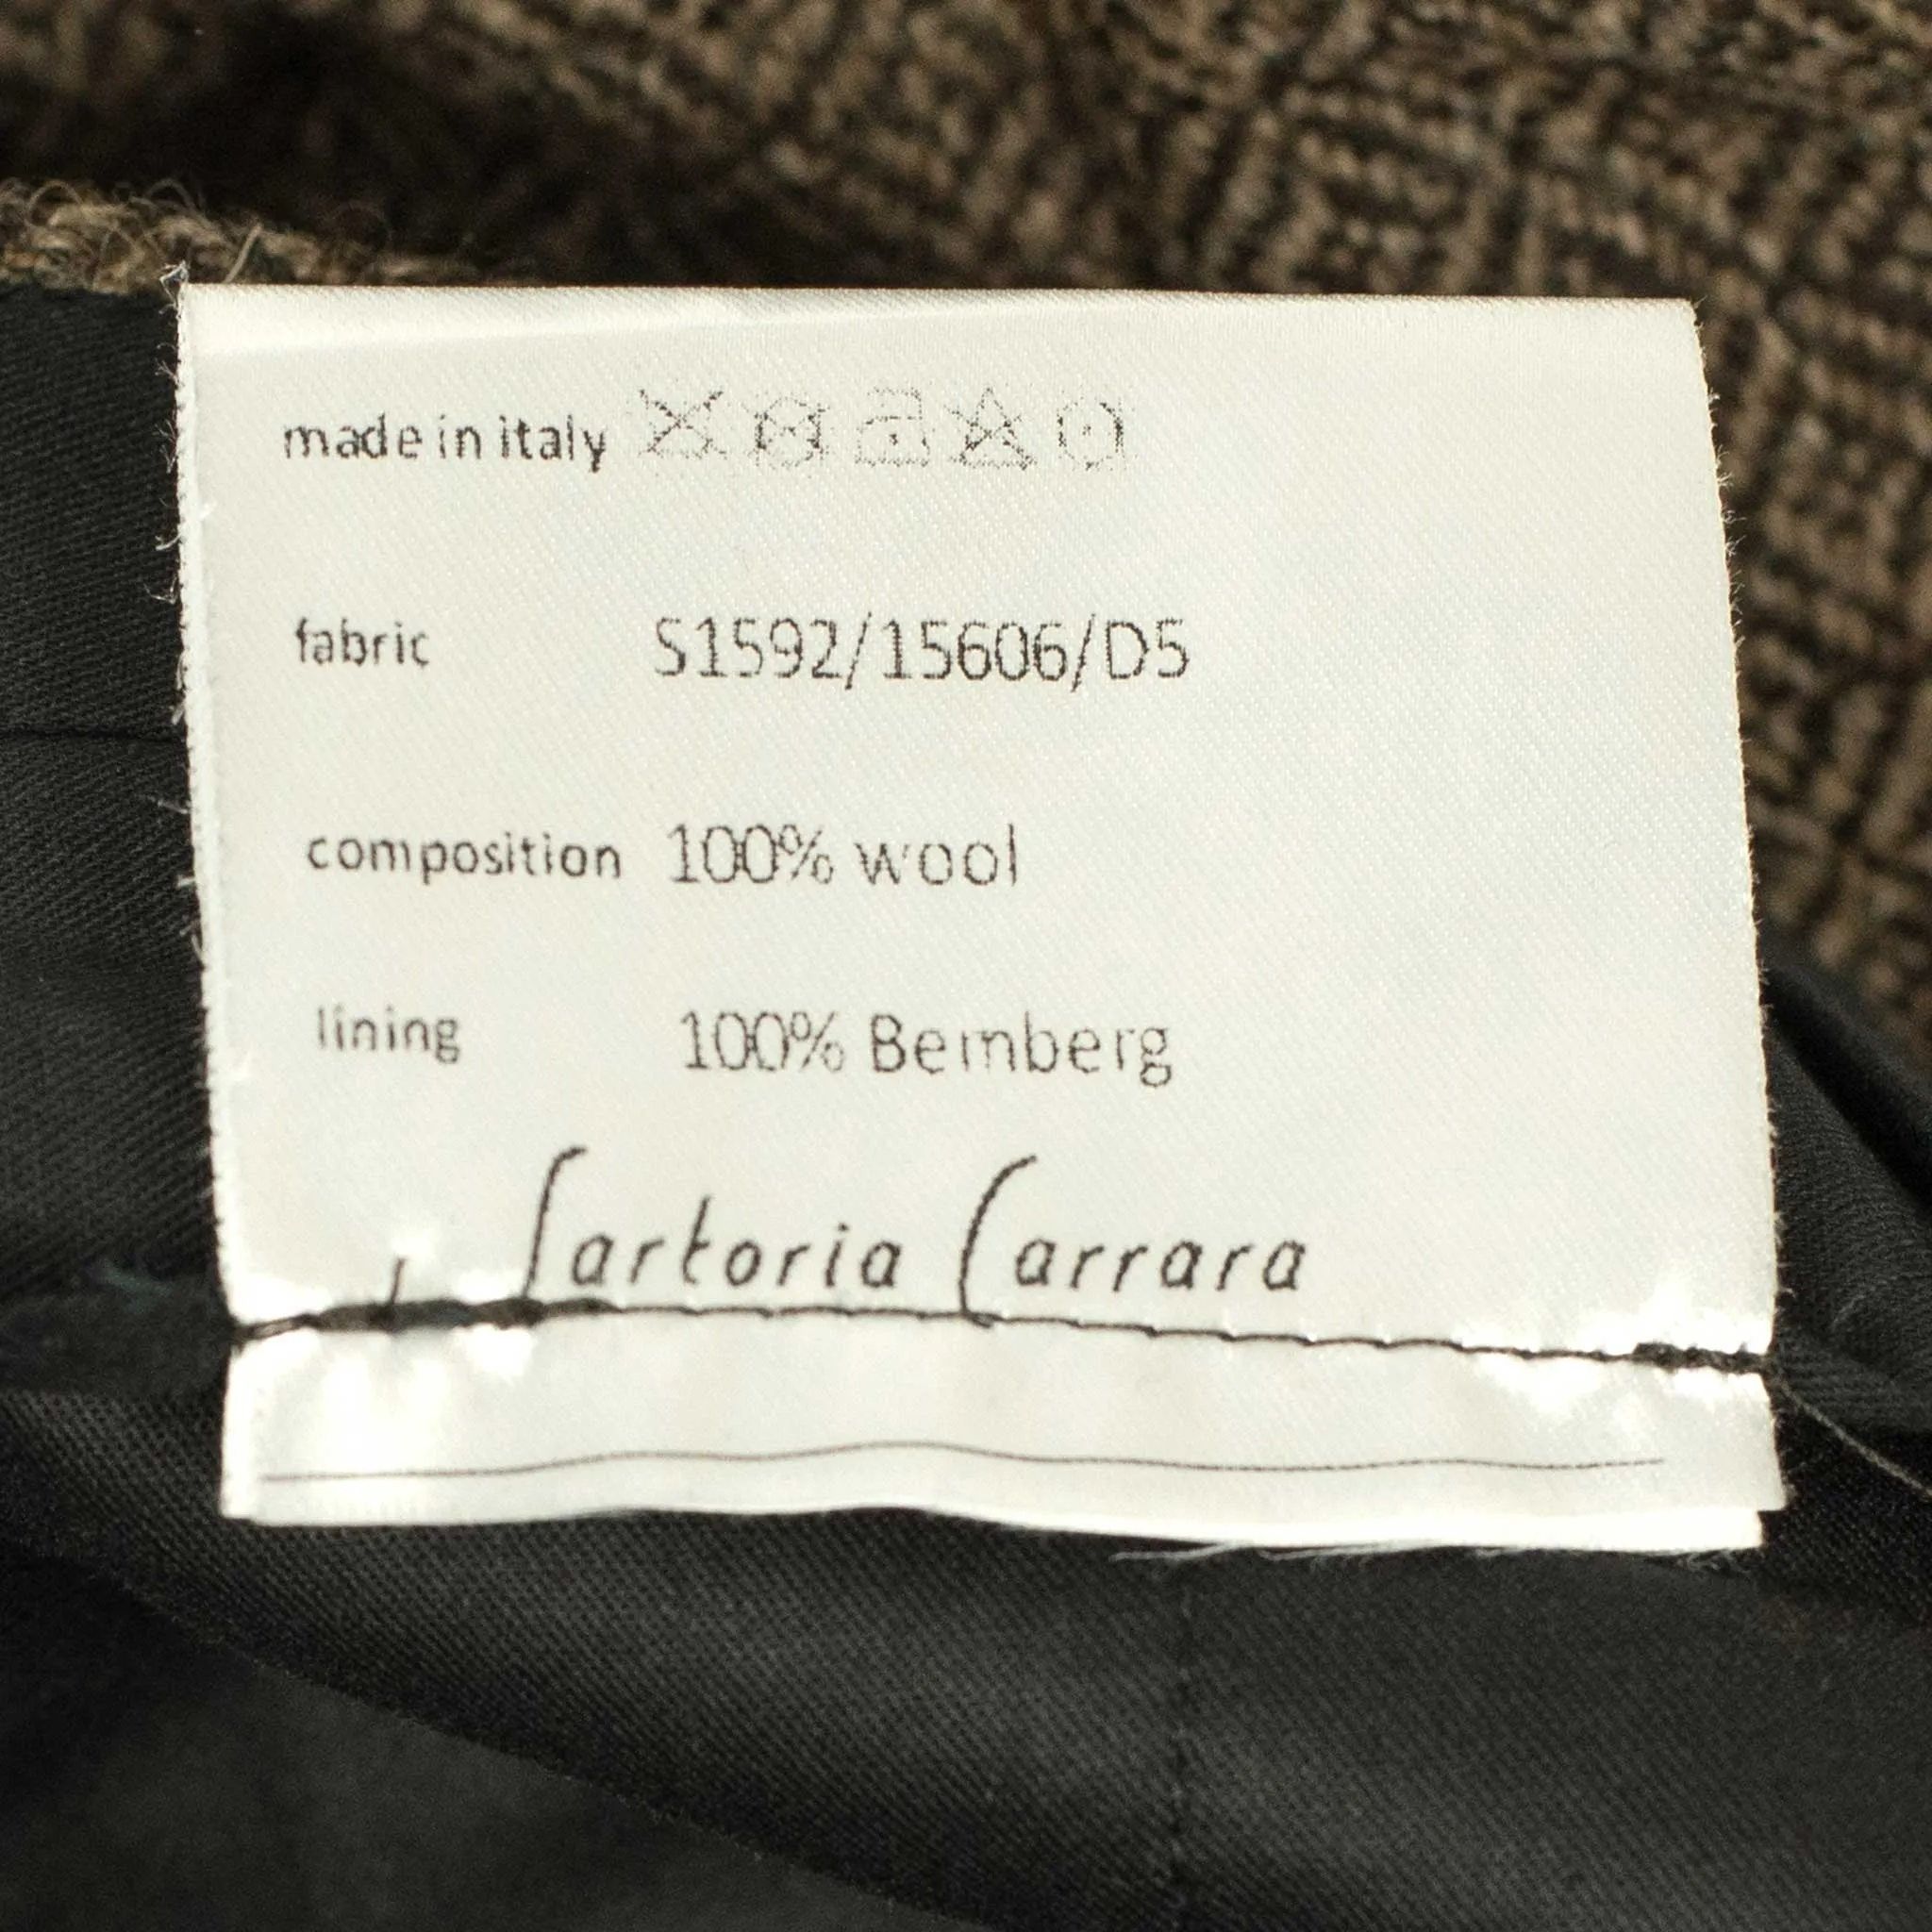 made in italy
fabric S1592/15606/D5
composition 100% wool
lining 100% Bemberg
Sartoria Carrara